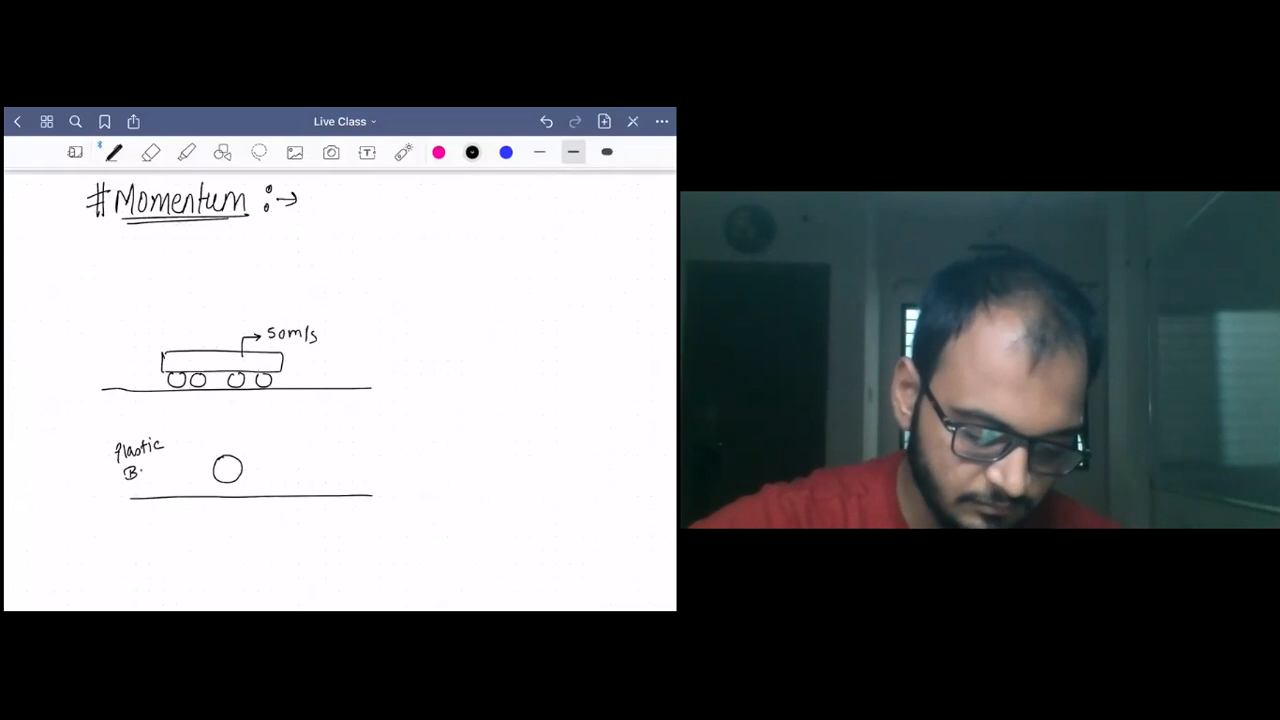 Live Class
#Momentum :→
50m/s
Plastic
B.